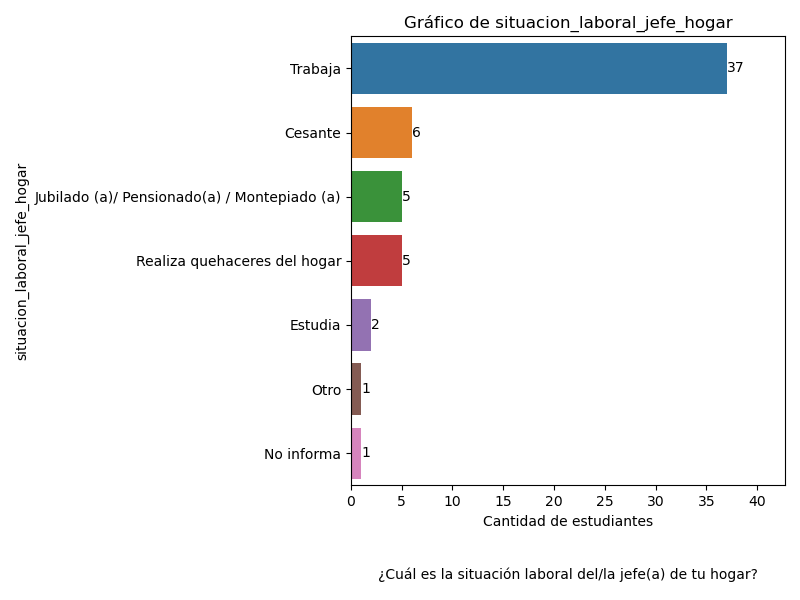 Gráfico de situacion_laboral_jefe_hogar
situacion_laboral_jefe_hogar
Trabaja
37
Cesante
6
Jubilado (a)/ Pensionado(a) / Montepiado (a)
5
Realiza quehaceres del hogar
5
Estudia
2
Otro
1
No informa
1
0 5 10 15 20 25 30 35 40
Cantidad de estudiantes
¿Cuál es la situación laboral del/la jefe(a) de tu hogar?